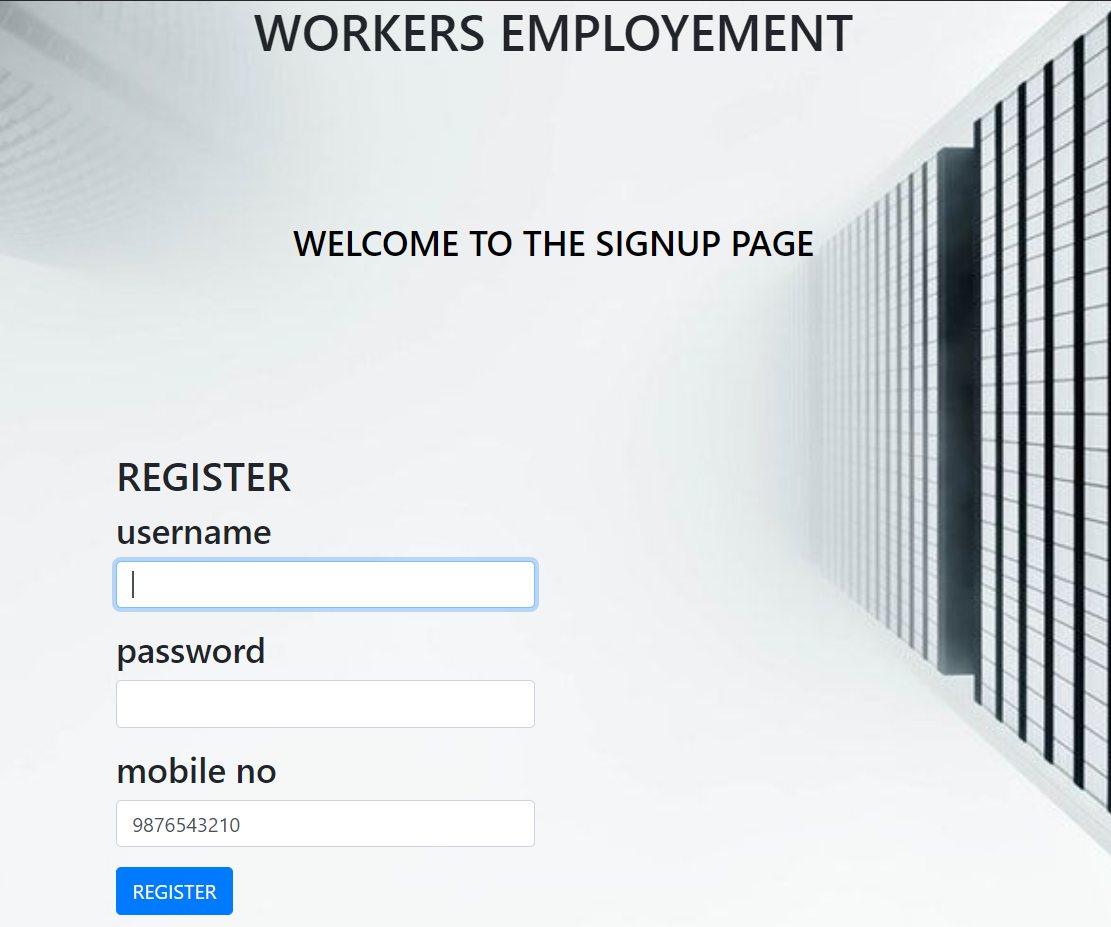 WORKERS EMPLOYEMENT
WELCOME TO THE SIGNUP PAGE
REGISTER
username
password
mobile no
9876543210
REGISTER